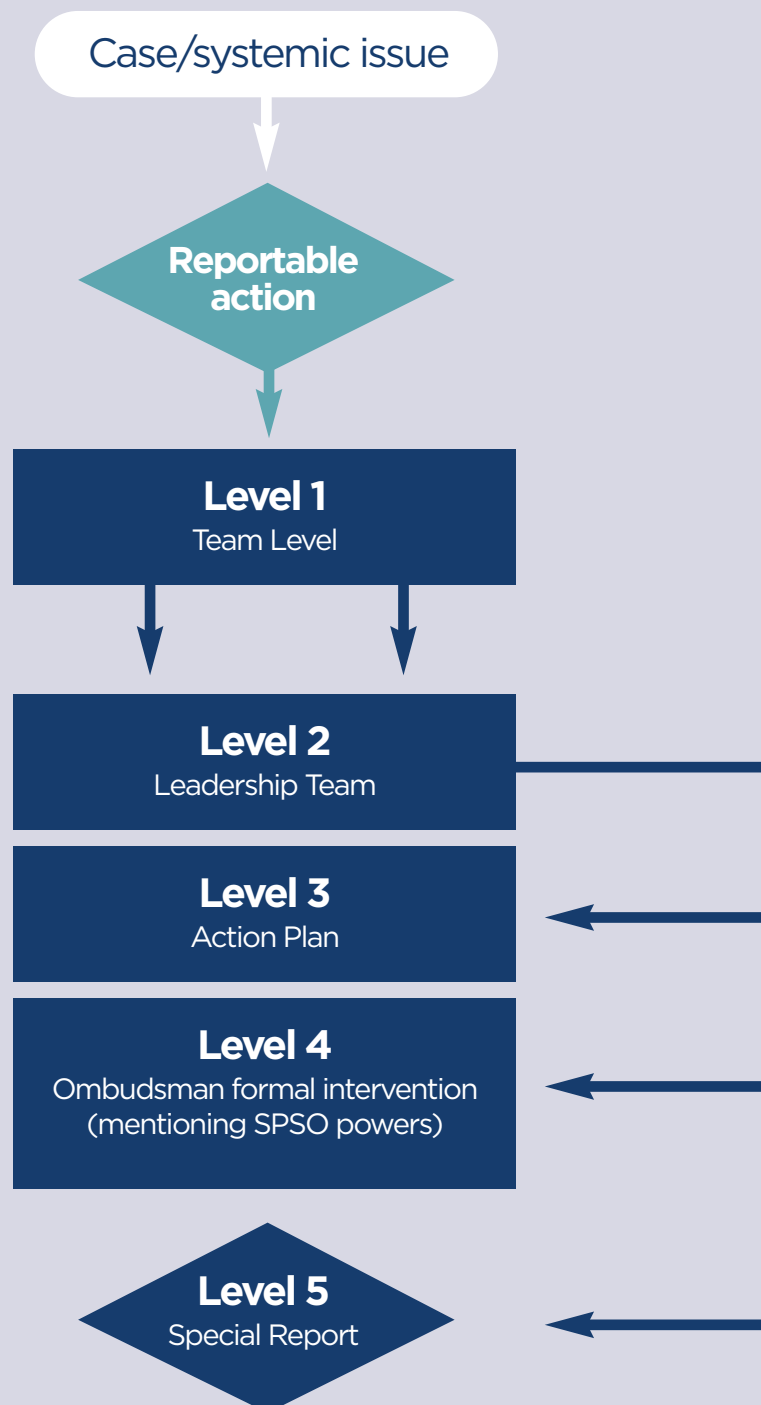 Case/systemic issue
Reportable
action
Level 1
Team Level
Level 2
Leadership Team
Level 3
Action Plan
Level 4
Ombudsman formal intervention
(mentioning SPSO powers)
Level 5
Special Report